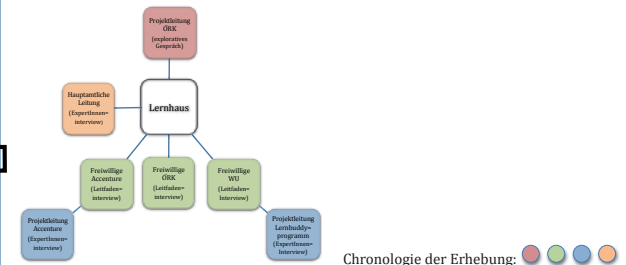 Projektleitung
ÖRK
(exploratives
Gespräch)
Hauptamtliche
Leitung
(ExpertInnen=
interview)
Lernhaus
Freiwillige
Accenture
(Leitfaden=
interview)
Freiwillige
ÖRK
(Leitfaden=
interview)
Freiwillige
WU
(Leitfaden=
Interview)
Projektleitung
Accenture
(ExpertInnen=
interview)
Projektleitung
Lernbuddy=
programm
(ExpertInnen=
Interview)
Chronologie der Erhebung: